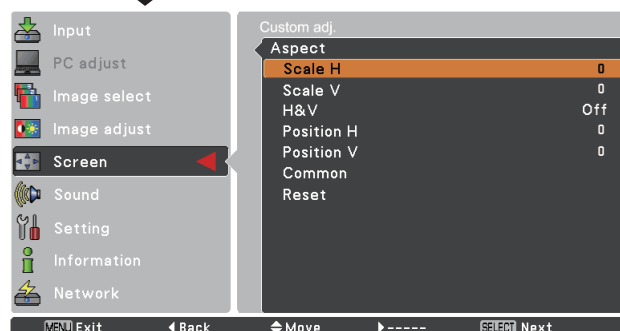 Input
PC adjust
Image select
Image adjust
Screen
Sound
Setting
Information
Network
Custom adj.
Aspect
Scale H 0
Scale V 0
H&V Off
Position H 0
Position V 0
Common
Reset
MENU Exit Back Move ----- SELECT Next